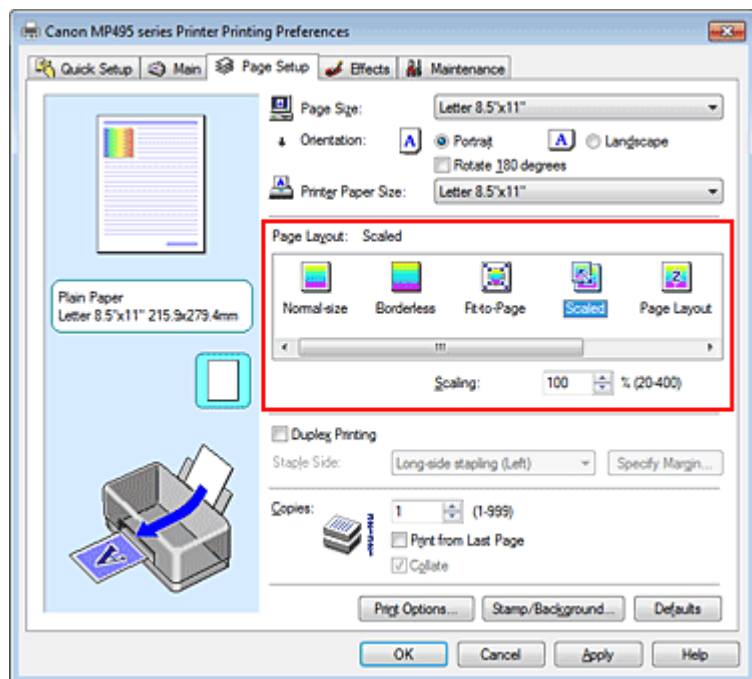 Canon MP495 series Printer Printing Preferences
Quick Setup Main Page Setup Effects Maintenance
Page Size: Letter 8.5"x11"
Orientation: A Portrait A Landscape
Rotate 180 degrees
Printer Paper Size: Letter 8.5"x11"
Page Layout: Scaled
Normal-size Borderless Fit-to-Page Scaled Page Layout
Plain Paper
Letter 8.5"x11" 215.9x279.4mm
Scaling: 100 % (20-400)
Duplex Printing
Staple Side: Long-side stapling (Left) Specify Margin...
Copies: 1 (1-999)
Print from Last Page
Collate
Print Options... Stamp/Background... Defaults
OK Cancel Apply Help